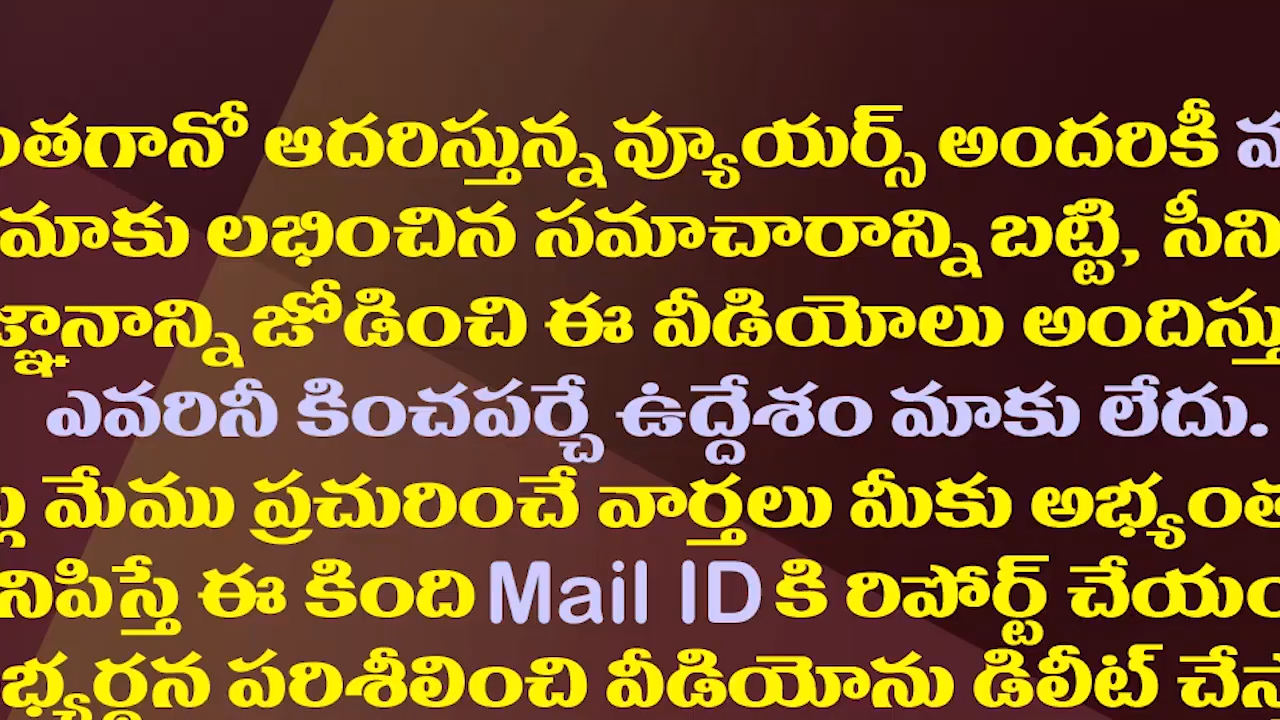 ఆదరిస్తున్న వ్యూయర్స్ అందరికీ
మాకు లభించిన సమాచారాన్ని బట్టి,
జోడించి ఈ వీడియోలు
ఎవరినీ కించపర్చే ఉద్దేశం మాకు లేదు.
మేము ప్రచురించే వార్తలు మీకు
ఈ కింది Mail ID కి రిపోర్ట్
పరిశీలించి వీడియోను డిలీట్